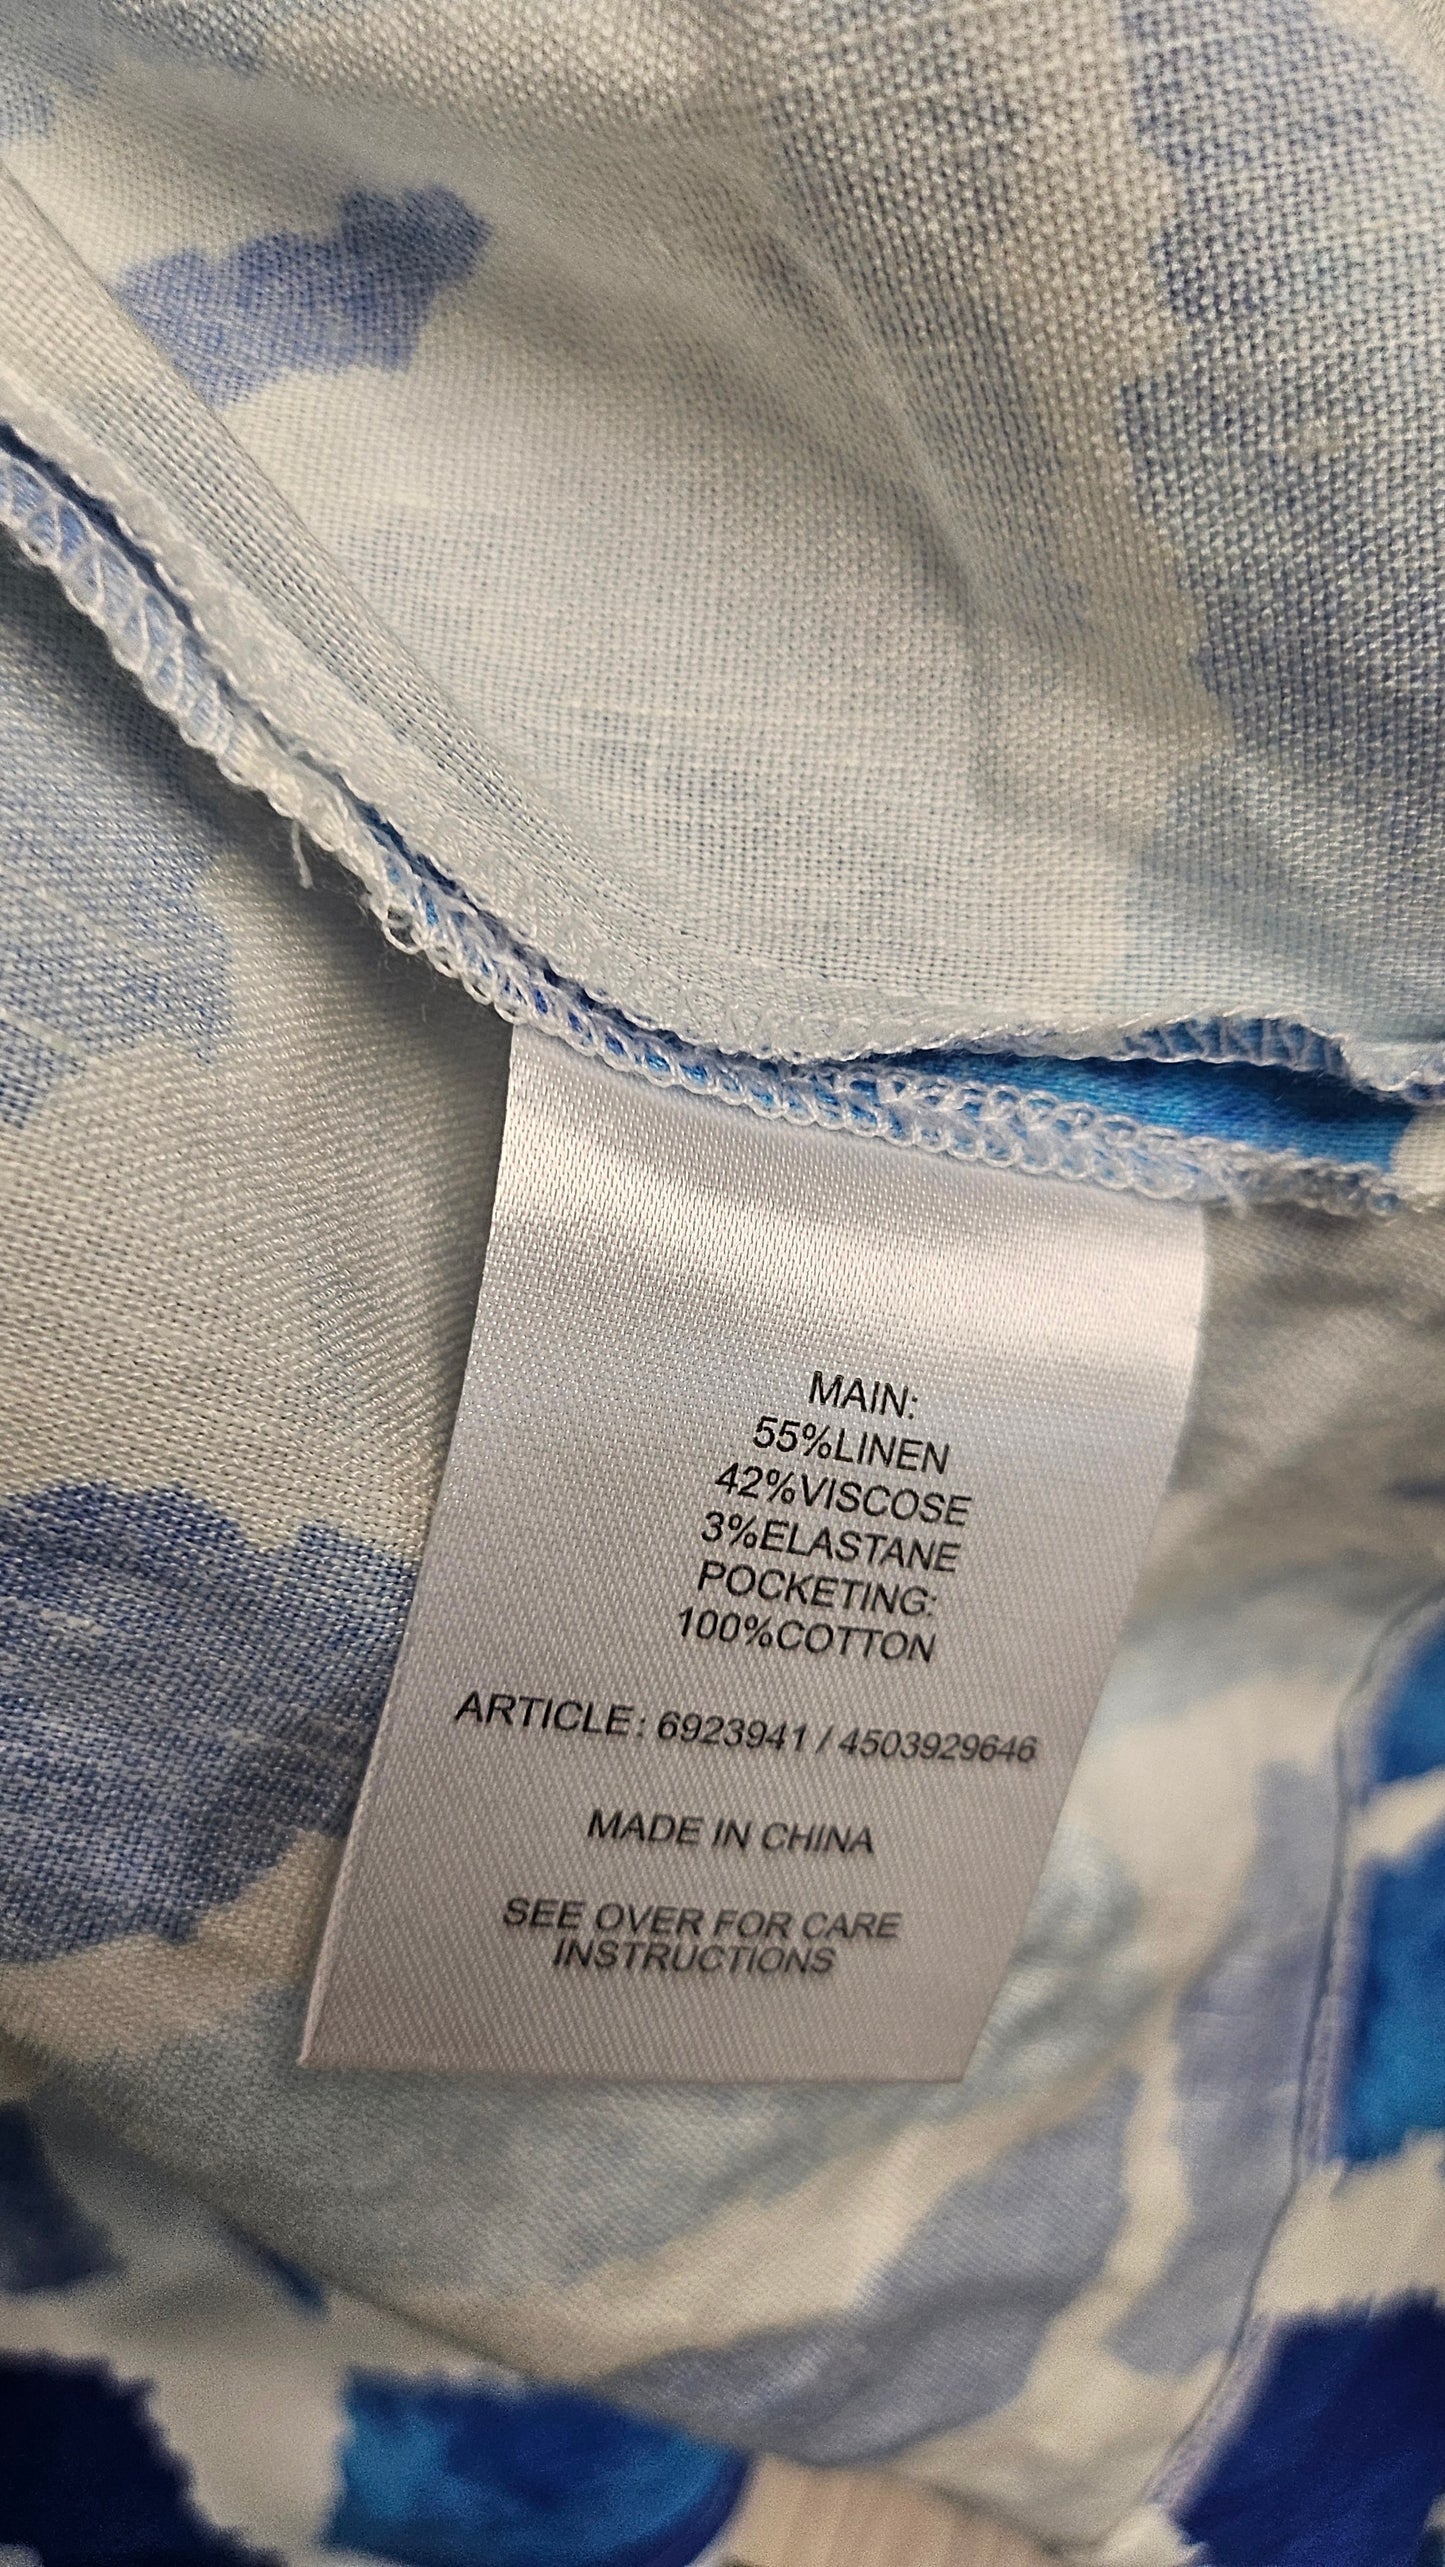 MAIN:
55%LINEN
42%VISCOSE
3%ELASTANE
POCKETING:
100%COTTON
ARTICLE: 6923941 / 4503929646
MADE IN CHINA
SEE OVER FOR CARE
INSTRUCTIONS